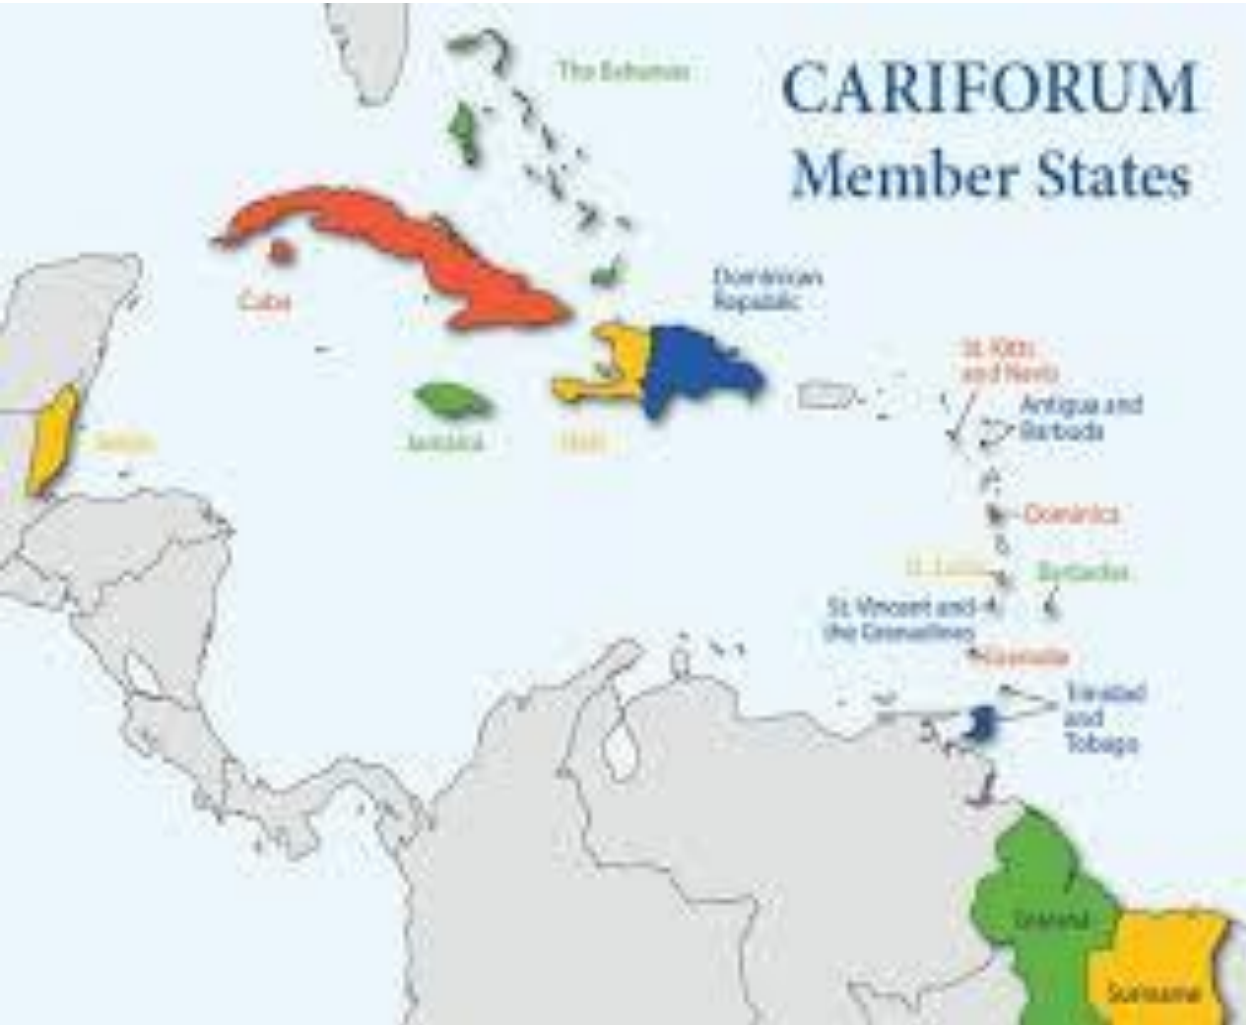 CARIFORUM
Member States
The Bahamas
Cuba
Dominican
Republic
St. Kitts
and Nevis
Antigua and
Barbuda
Belize
Jamaica
Haiti
Dominica
St. Lucia
Barbados
St. Vincent and
the Grenadines
Grenada
Trinidad
and
Tobago
Guyana
Suriname